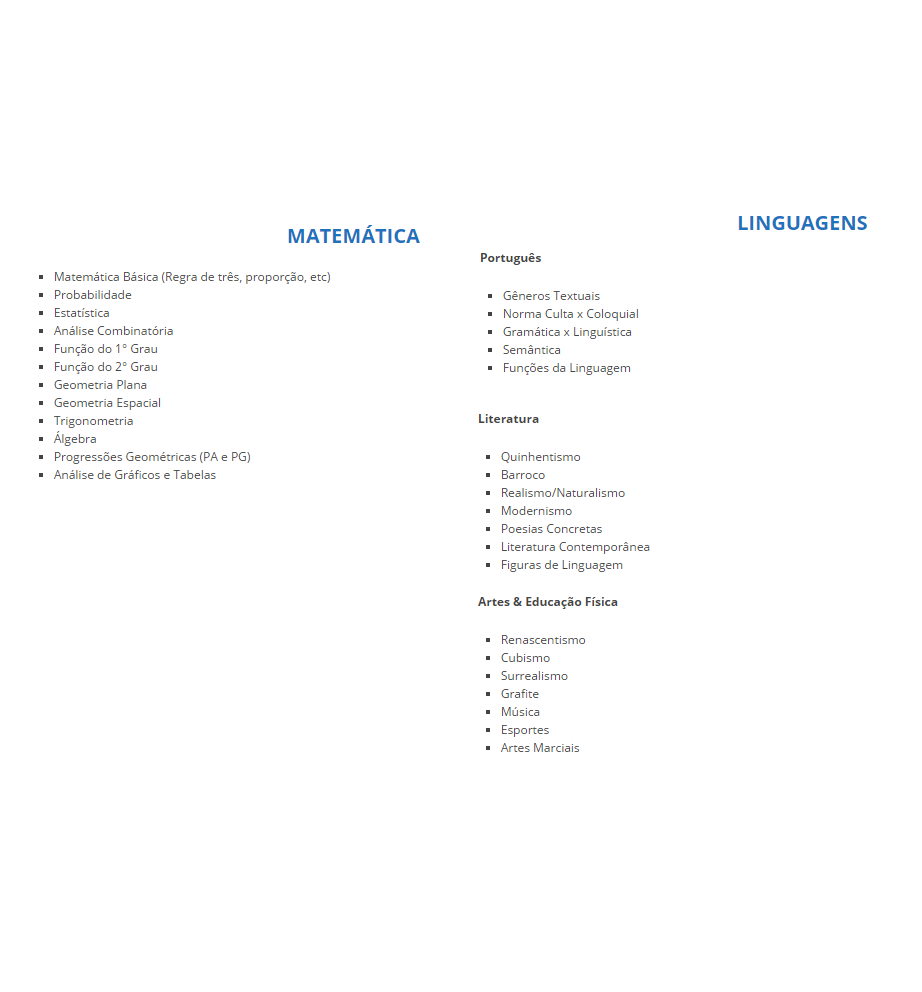 MATEMÁTICA
Matemática Básica (Regra de três, proporção, etc)
Probabilidade
Estatística
Análise Combinatória
Função do 1° Grau
Função do 2° Grau
Geometria Plana
Geometria Espacial
Trigonometria
Álgebra
Progressões Geométricas (PA e PG)
Análise de Gráficos e Tabelas
LINGUAGENS
Português
Gêneros Textuais
Norma Culta x Coloquial
Gramática x Linguística
Semântica
Funções da Linguagem
Literatura
Quinhentismo
Barroco
Realismo/Naturalismo
Modernismo
Poesias Concretas
Literatura Contemporânea
Figuras de Linguagem
Artes & Educação Física
Renascentismo
Cubismo
Surrealismo
Grafite
Música
Esportes
Artes Marciais